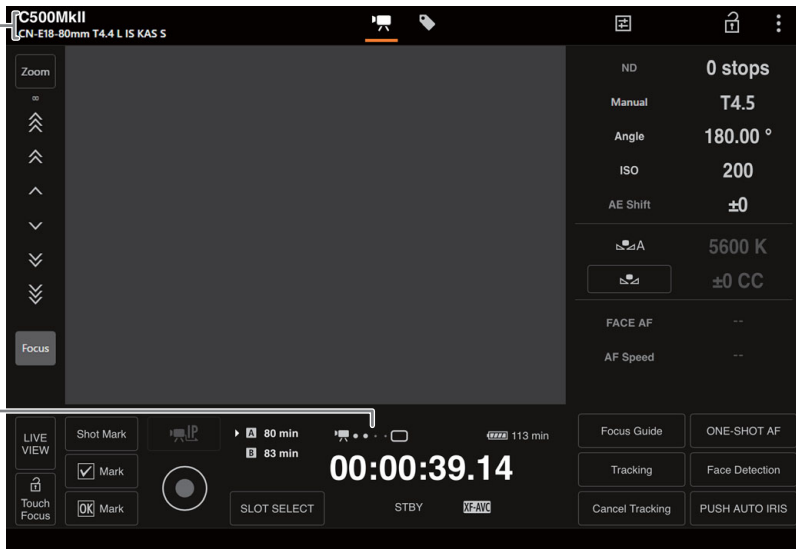 C500MkII
CN-E18-80mm T4.4 L IS KAS S
Zoom
∞
Focus
ND 0 stops
Manual T4.5
Angle 180.00 °
ISO 200
AE Shift ±0
A 5600 K
±0 CC
FACE AF --
AF Speed --
LIVE VIEW
Touch Focus
Shot Mark
Mark
OK Mark
IP
A 80 min
B 83 min
SLOT SELECT
113 min
00:00:39.14
STBY XF-AVC
Focus Guide ONE-SHOT AF
Tracking Face Detection
Cancel Tracking PUSH AUTO IRIS